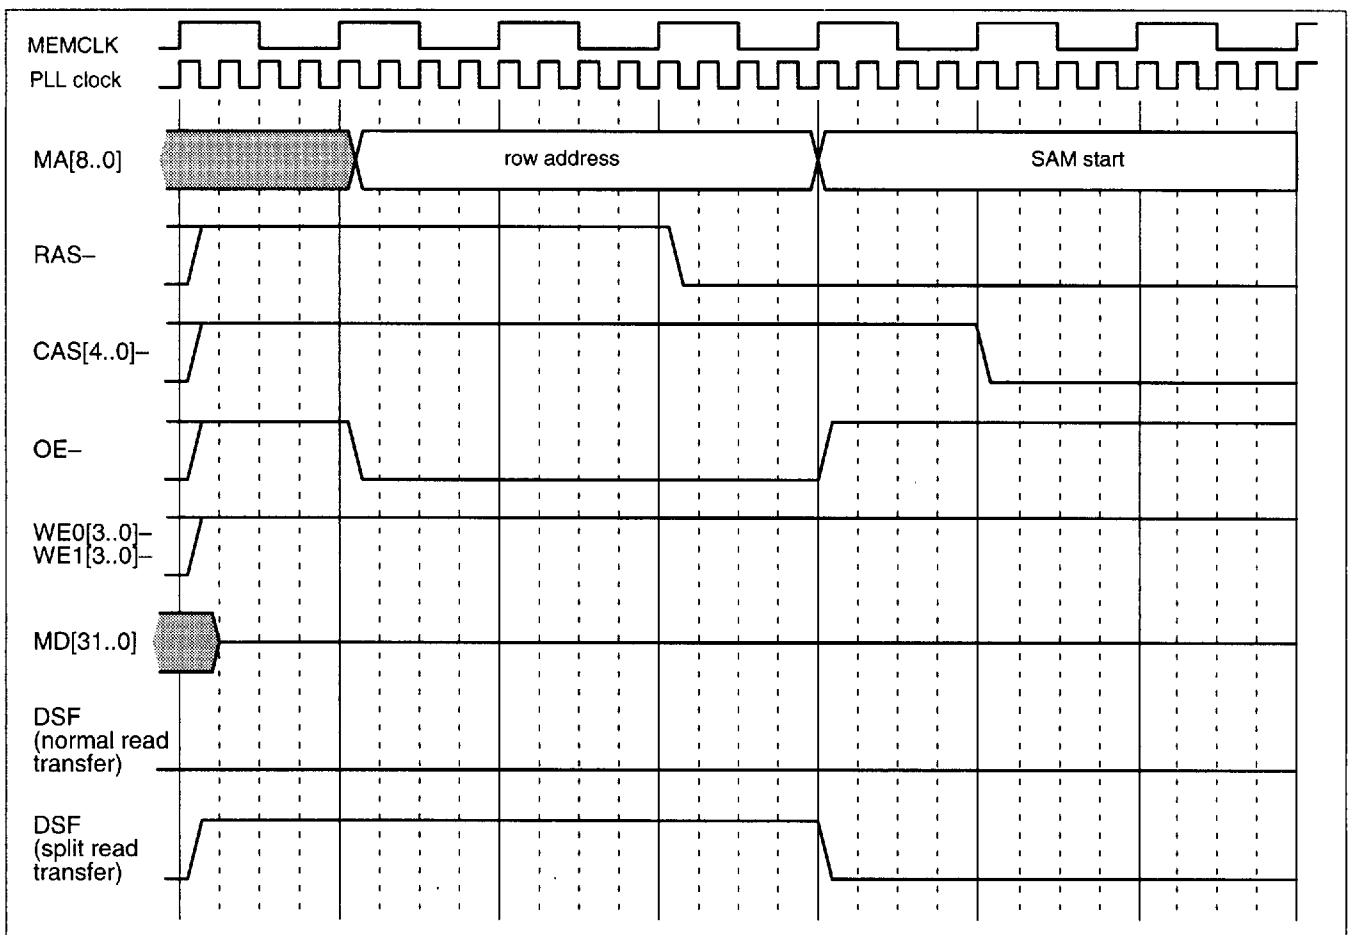 MEMCLK
PLL clock
MA[8..0]
row address
SAM start
RAS–
CAS[4..0]–
OE–
WE0[3..0]–
WE1[3..0]–
MD[31..0]
DSF
(normal read
transfer)
DSF
(split read
transfer)